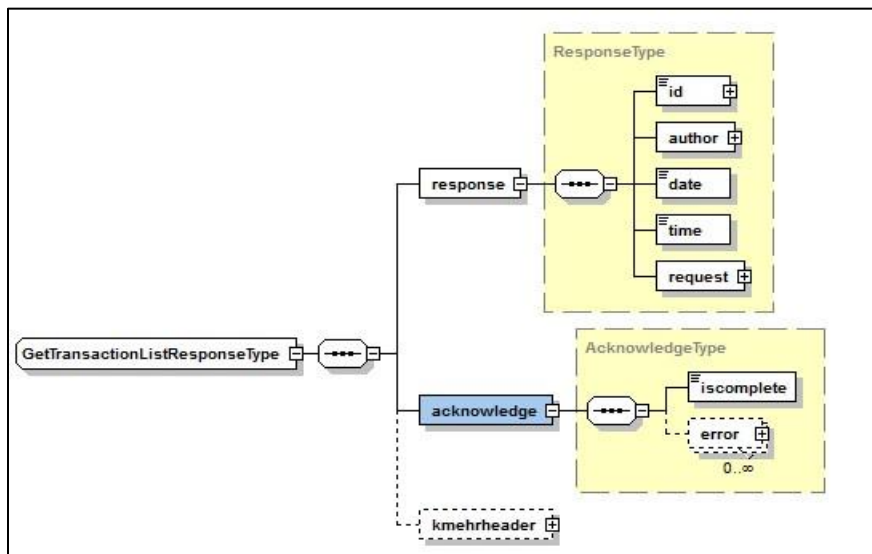 ResponseType
id
author
date
response
time
request
GetTransactionListResponseType
AcknowledgeType
iscomplete
acknowledge
error
0..∞
kmehrheader